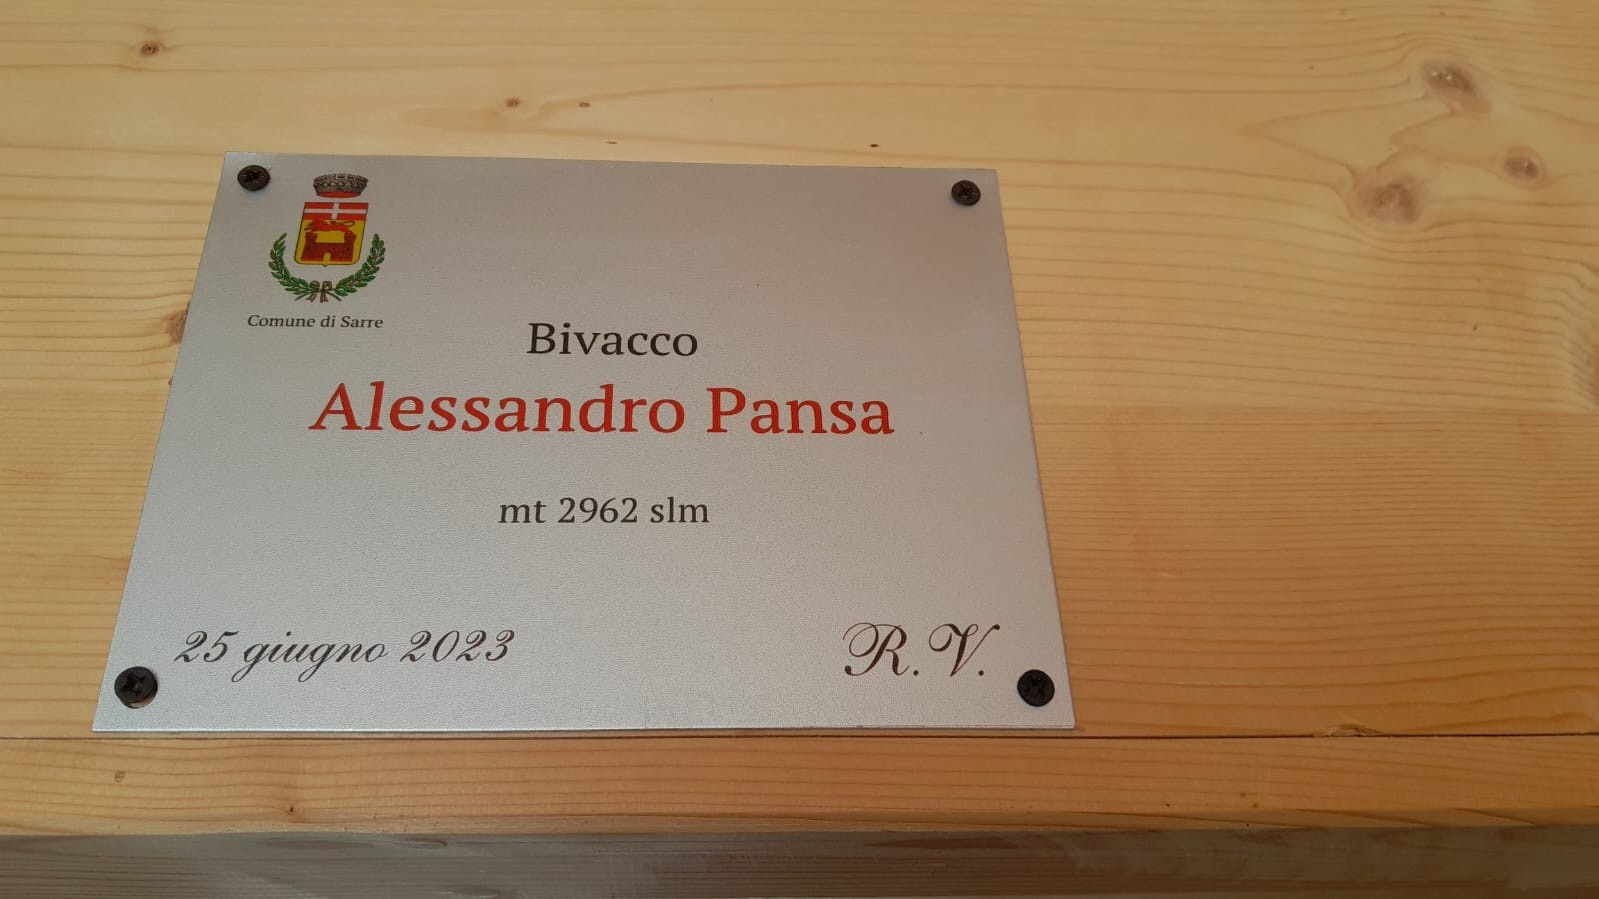 Comune di Sarre
Bivacco
Alessandro Pansa
mt 2962 slm
25 giugno 2023
R.V.